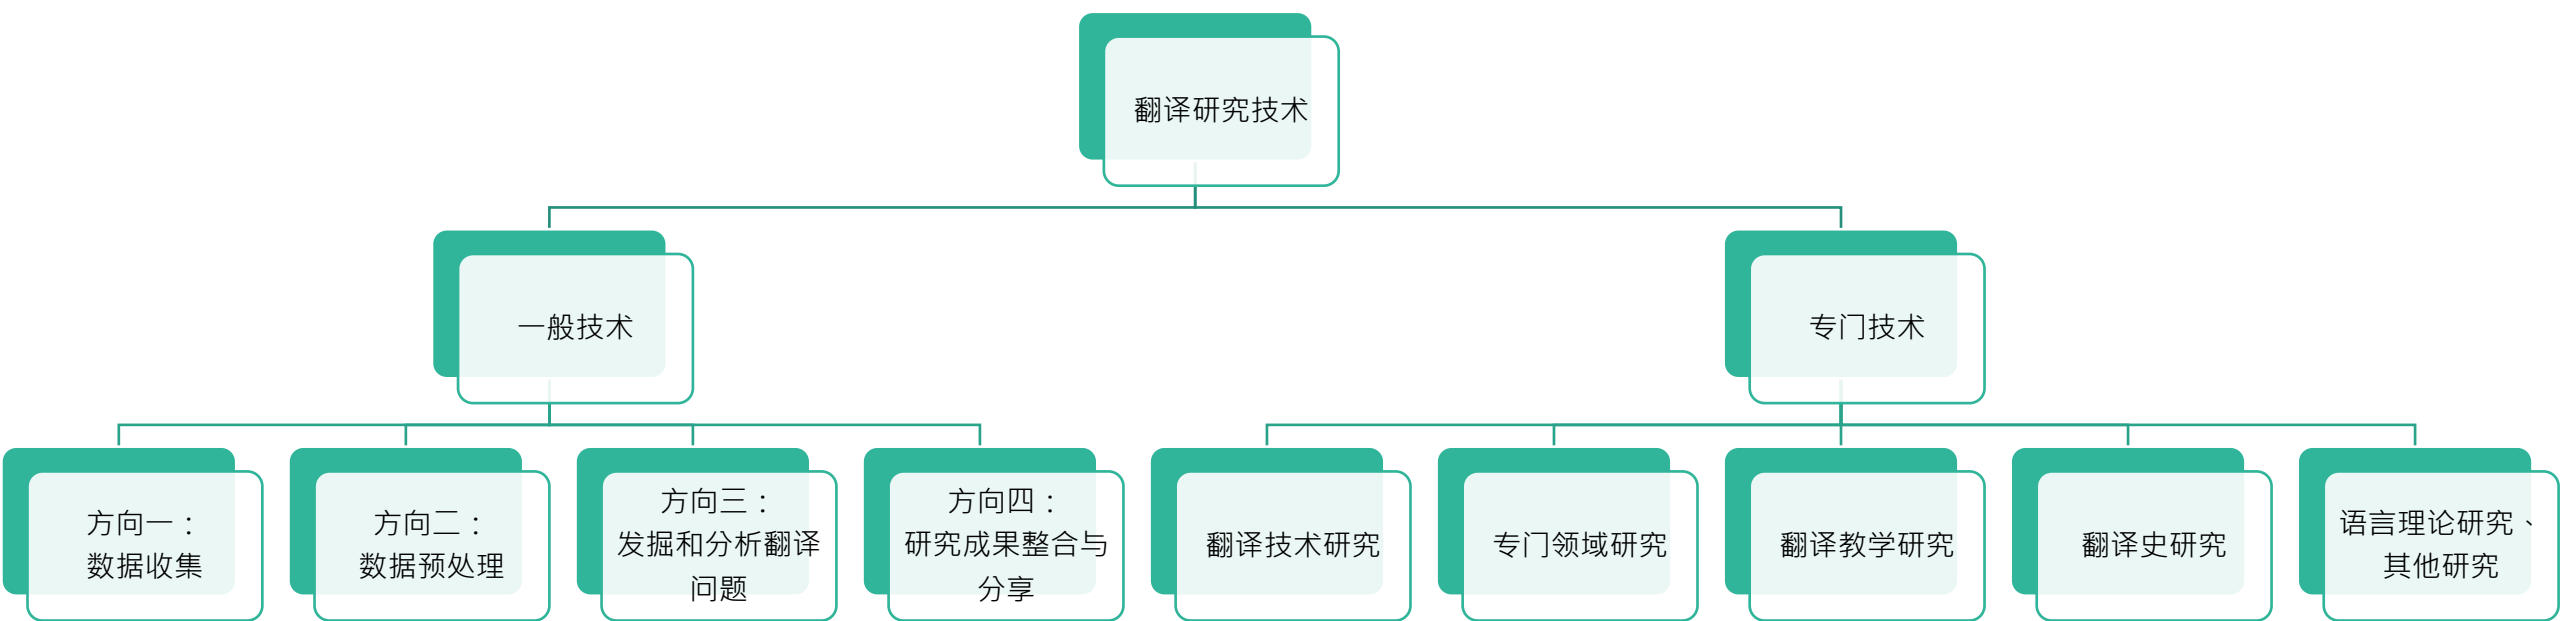 翻译研究技术
一般技术
专门技术
方向一：
数据收集
方向二：
数据预处理
方向三：
发掘和分析翻译
问题
方向四：
研究成果整合与
分享
翻译技术研究
专门领域研究
翻译教学研究
翻译史研究
语言理论研究、
其他研究